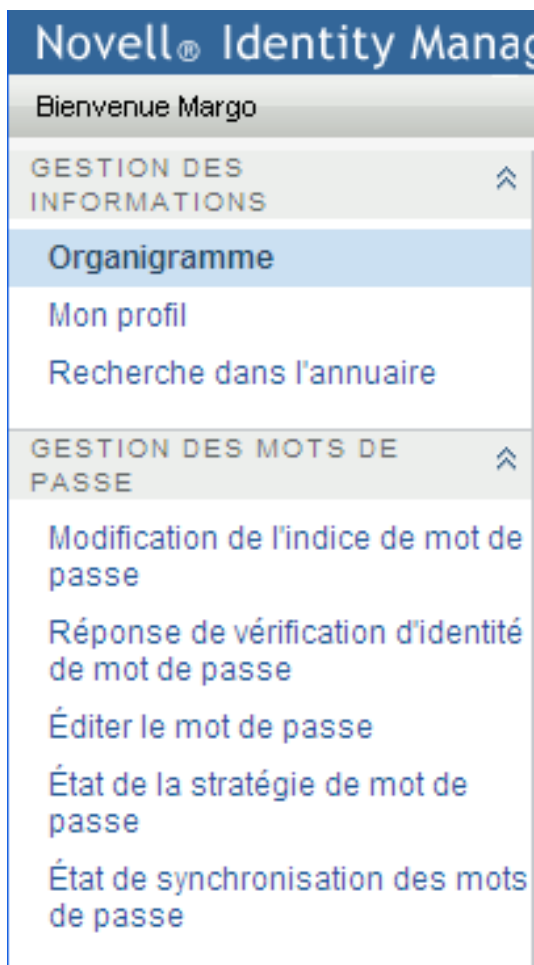 Novell® Identity Manag
Bienvenue Margo
GESTION DES
INFORMATIONS
Organigramme
Mon profil
Recherche dans l'annuaire
GESTION DES MOTS DE
PASSE
Modification de l'indice de mot de
passe
Réponse de vérification d'identité
de mot de passe
Éditer le mot de passe
État de la stratégie de mot de
passe
État de synchronisation des mots
de passe